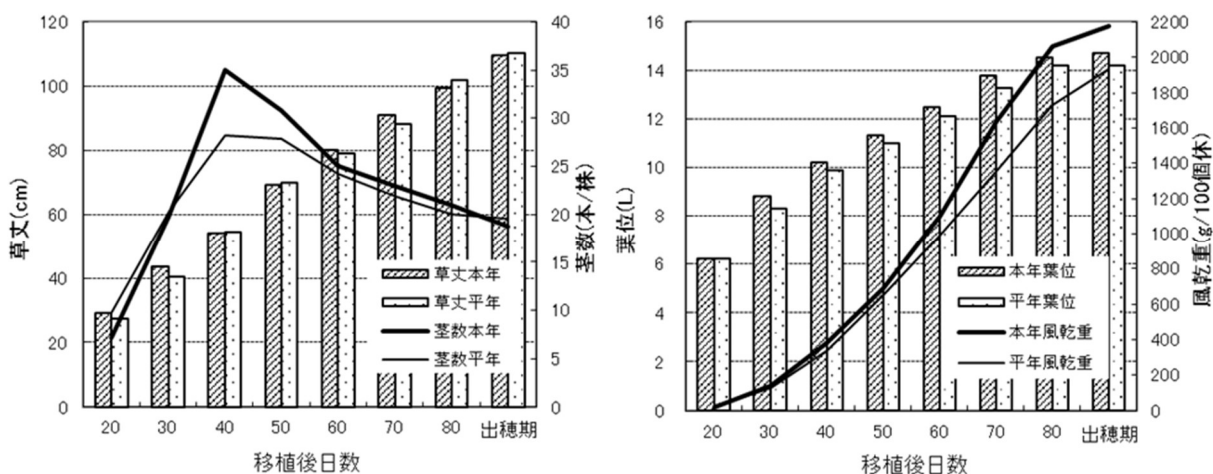 120
100
80
60
40
20
0
草丈(cm)
40
35
30
25
20
15
10
5
0
茎数(本/株)
草丈本年
草丈平年
茎数本年
茎数平年
20 30 40 50 60 70 80 出穂期
移植後日数
16
14
12
10
8
6
4
2
0
葉位(L)
2200
2000
1800
1600
1400
1200
1000
800
600
400
200
0
風乾重(g/100個体)
本年葉位
平年葉位
本年風乾重
平年風乾重
20 30 40 50 60 70 80 出穂期
移植後日数